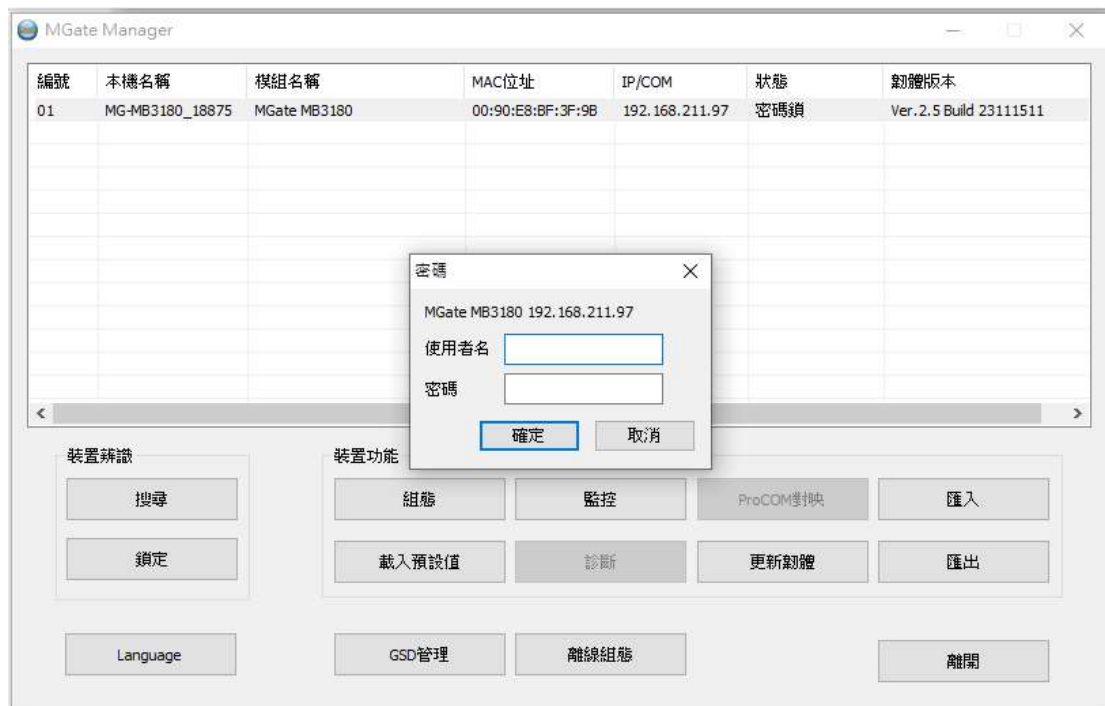 MGate Manager
編號 本機名稱 模組名稱 MAC位址 IP/COM 狀態 韌體版本
01 MG-MB3180_18875 MGate MB3180 00:90:E8:BF:3F:9B 192.168.211.97 密碼鎖 Ver.2.5 Build 23111511
密碼
MGate MB3180 192.168.211.97
使用者名
密碼
確定 取消
裝置辨識 裝置功能
搜尋 組態 監控 ProCOM對映 匯入
鎖定 載入預設值 診斷 更新韌體 匯出
Language GSD管理 離線組態 離開